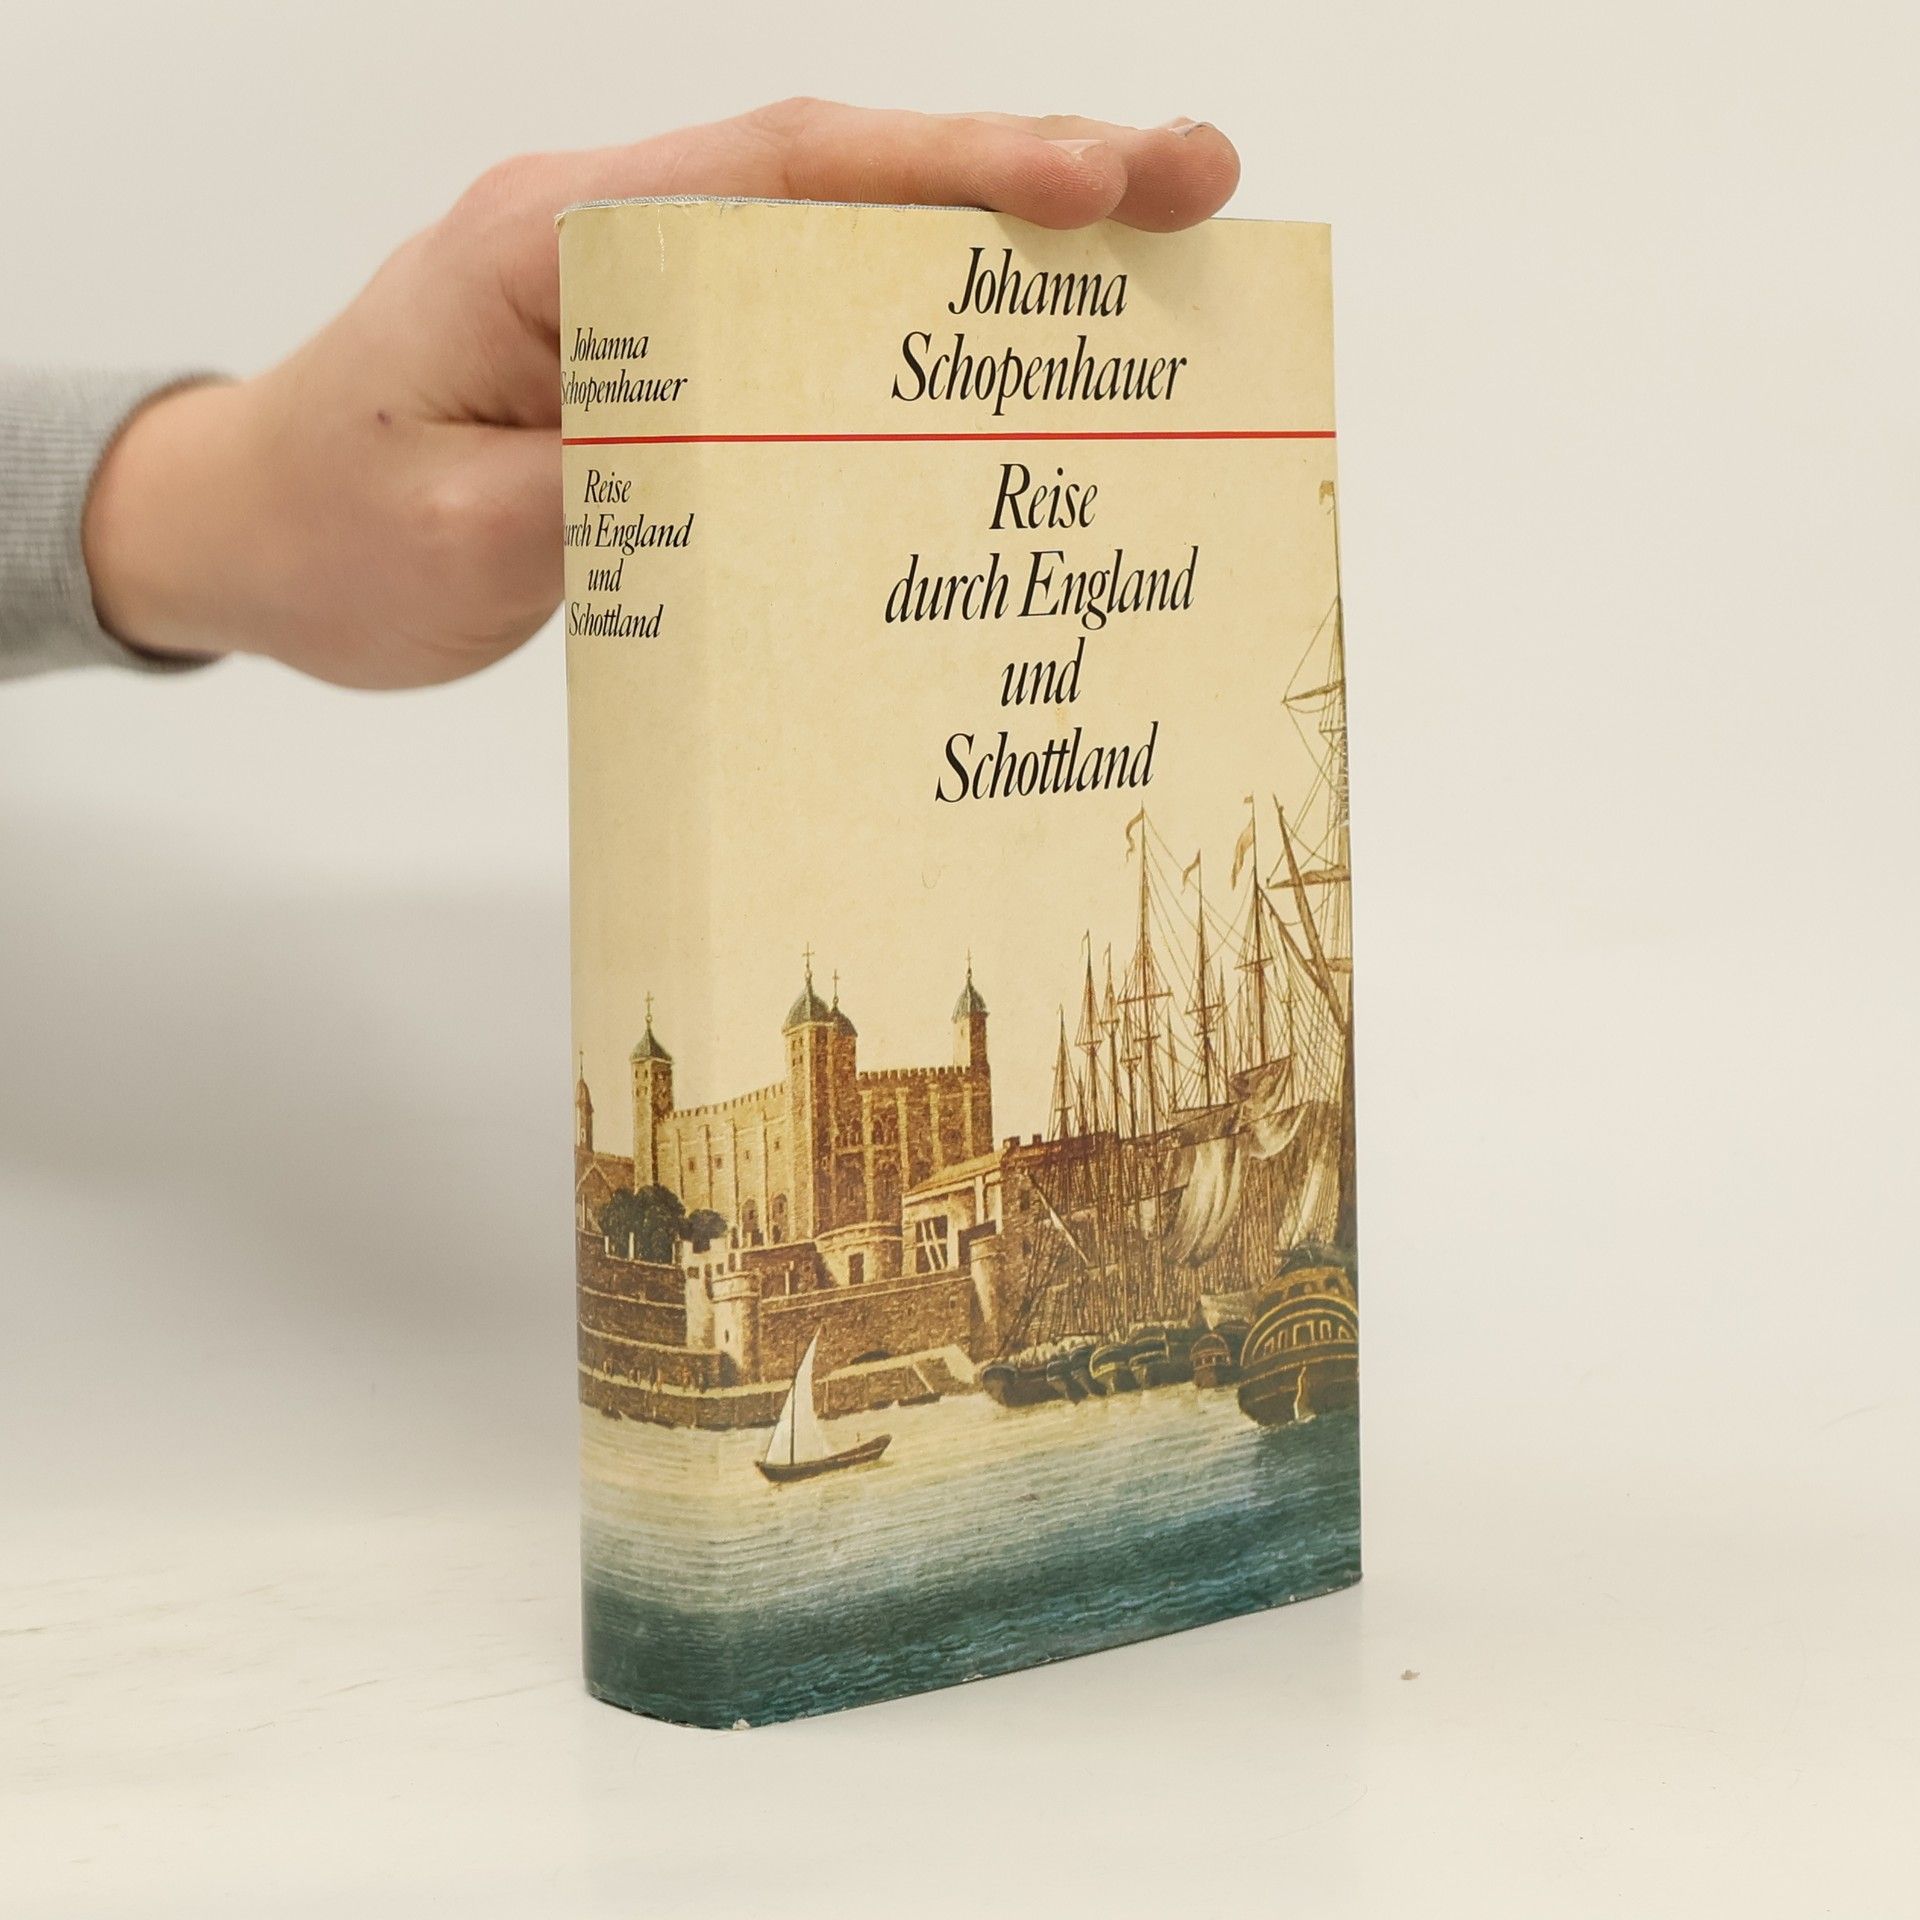 Johanna
Schopenhauer
Reise
durch England
und
Schottland
Johanna
Schopenhauer
Reise
durch England
und
Schottland